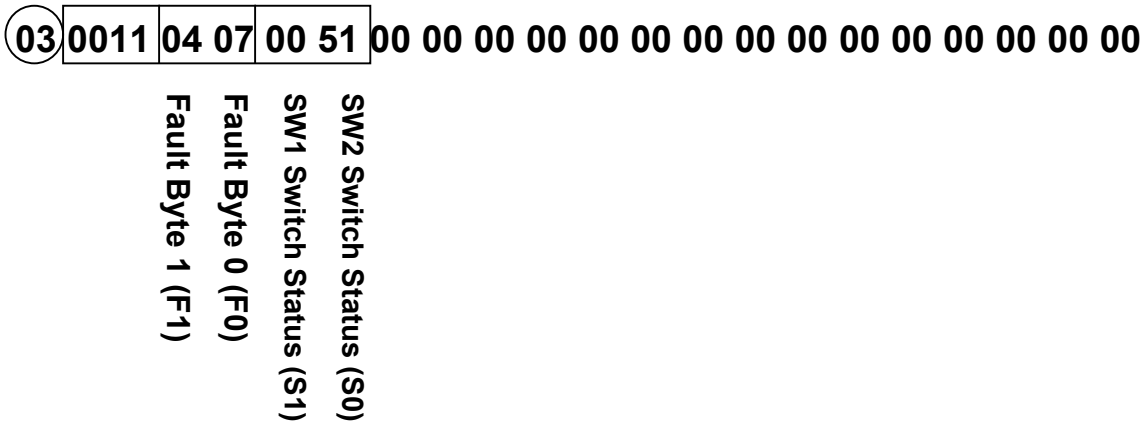 03 0011 04 07 00 51 00 00 00 00 00 00 00 00 00 00 00 00 00 00 00
Fault Byte 1 (F1)
Fault Byte 0 (F0)
SW1 Switch Status (S1)
SW2 Switch Status (S0)